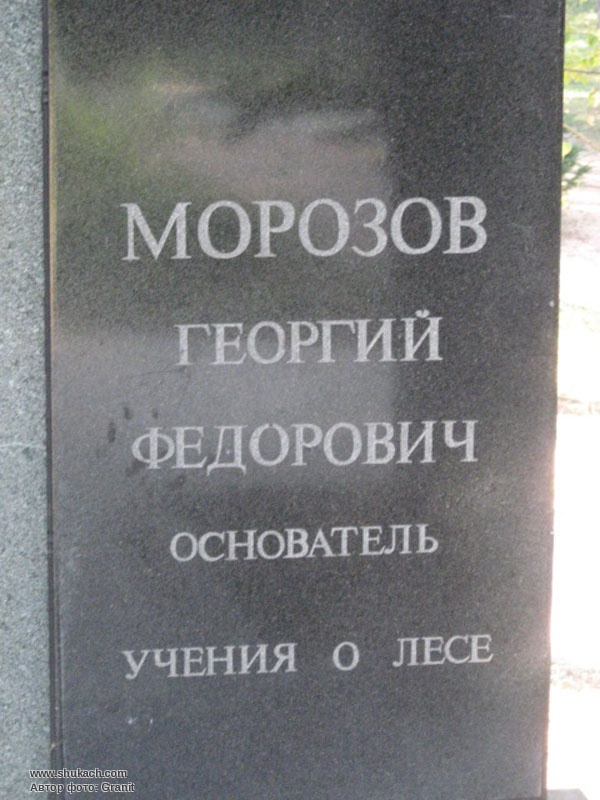 МОРОЗОВ
ГЕОРГИЙ
ФЕДОРОВИЧ
ОСНОВАТЕЛЬ
УЧЕНИЯ О ЛЕСЕ
www.shukach.com
Автор фото: Granit